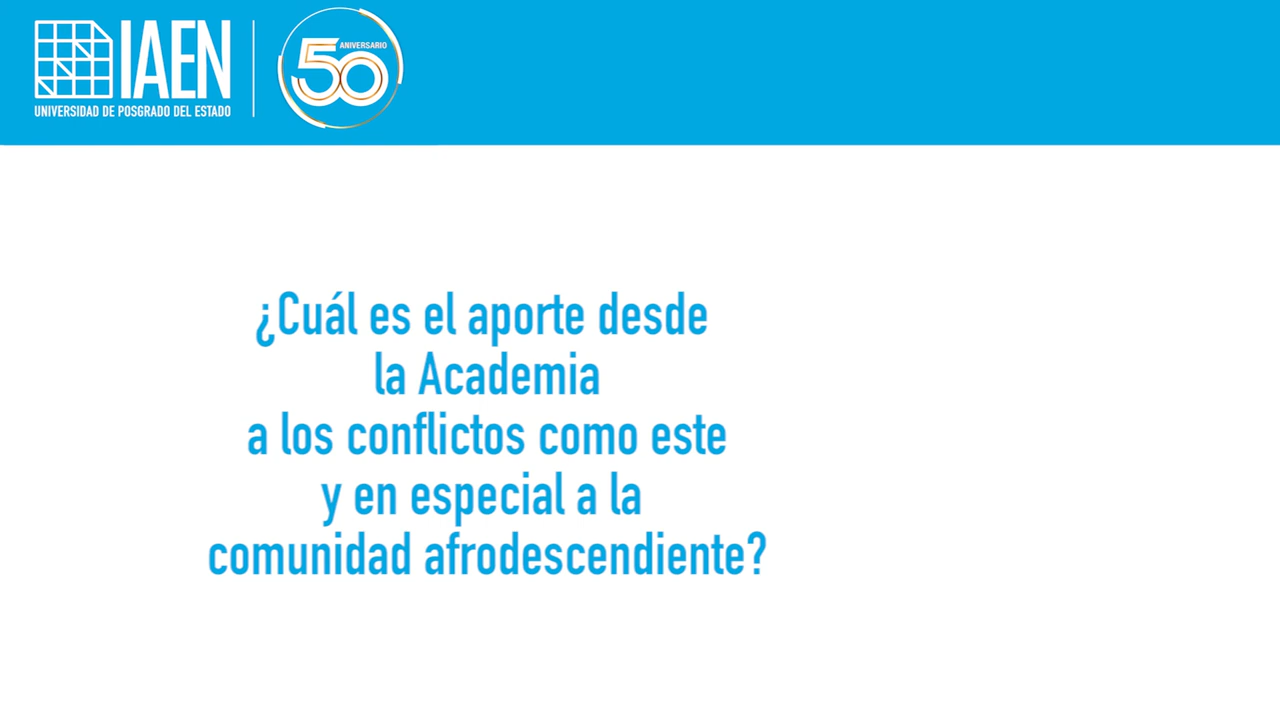 IAEN
UNIVERSIDAD DE POSGRADO DEL ESTADO
50
ANIVERSARIO
¿Cuál es el aporte desde
la Academia
a los conflictos como este
y en especial a la
comunidad afrodescendiente?